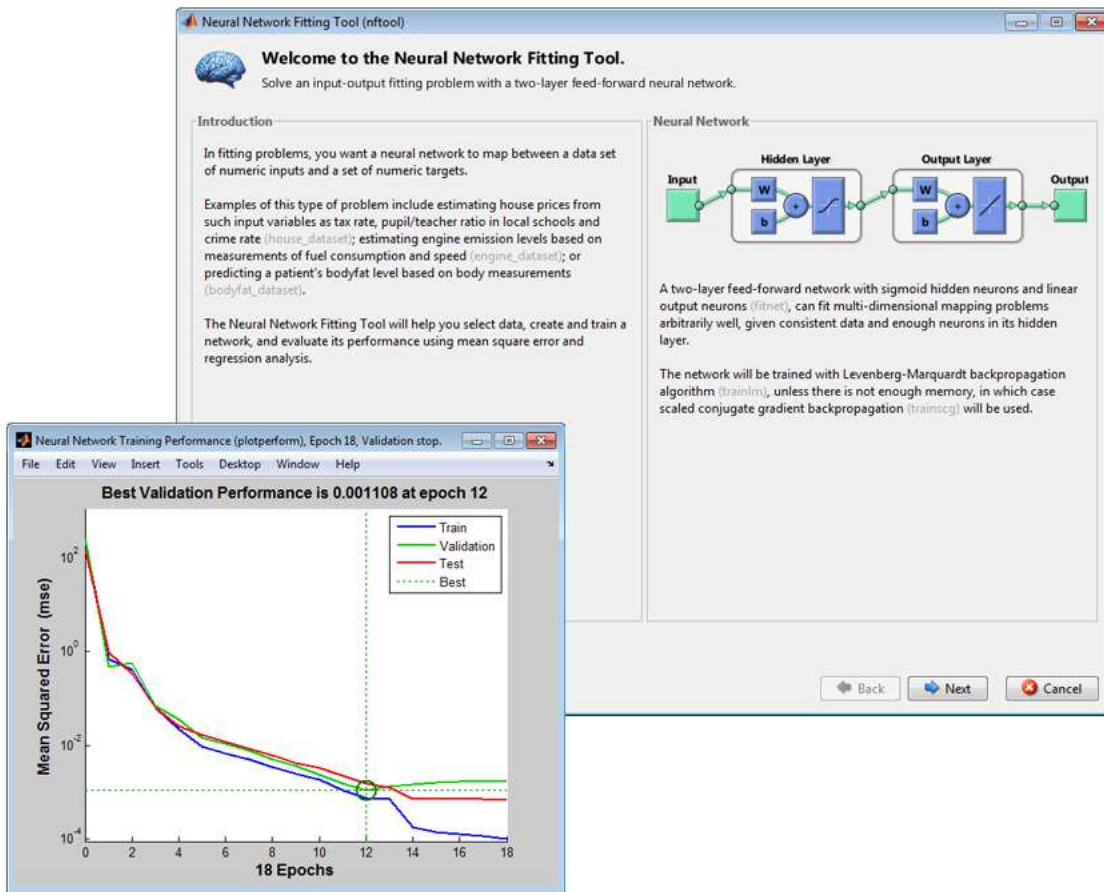 Neural Network Fitting Tool (nftool)
Welcome to the Neural Network Fitting Tool.
Solve an input-output fitting problem with a two-layer feed-forward neural network.
Introduction
In fitting problems, you want a neural network to map between a data set
of numeric inputs and a set of numeric targets.
Examples of this type of problem include estimating house prices from
such input variables as tax rate, pupil/teacher ratio in local schools and
crime rate (house_dataset); estimating engine emission levels based on
measurements of fuel consumption and speed (engine_dataset); or
predicting a patient's bodyfat level based on body measurements
(bodyfat_dataset).
The Neural Network Fitting Tool will help you select data, create and train a
network, and evaluate its performance using mean square error and
regression analysis.
Neural Network
Hidden Layer
Output Layer
Input
Output
W
b
+
W
b
+
A two-layer feed-forward network with sigmoid hidden neurons and linear
output neurons (fitnet), can fit multi-dimensional mapping problems
arbitrarily well, given consistent data and enough neurons in its hidden
layer.
The network will be trained with Levenberg-Marquardt backpropagation
algorithm (trainlm), unless there is not enough memory, in which case
scaled conjugate gradient backpropagation (trainscg) will be used.
Back
Next
Cancel
Neural Network Training Performance (plotperform), Epoch 18, Validation stop.
File Edit View Insert Tools Desktop Window Help
Best Validation Performance is 0.001108 at epoch 12
Train
Validation
Test
Best
Mean Squared Error (mse)
10^2
10^0
10^-2
10^-4
0 2 4 6 8 10 12 14 16 18
18 Epochs